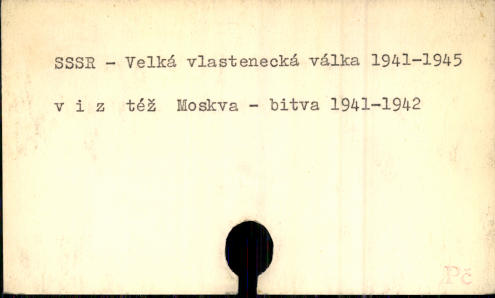 SSSR - Velká vlastenecká válka 1941-1945
v i z  též  Moskva - bitva 1941-1942
Pč